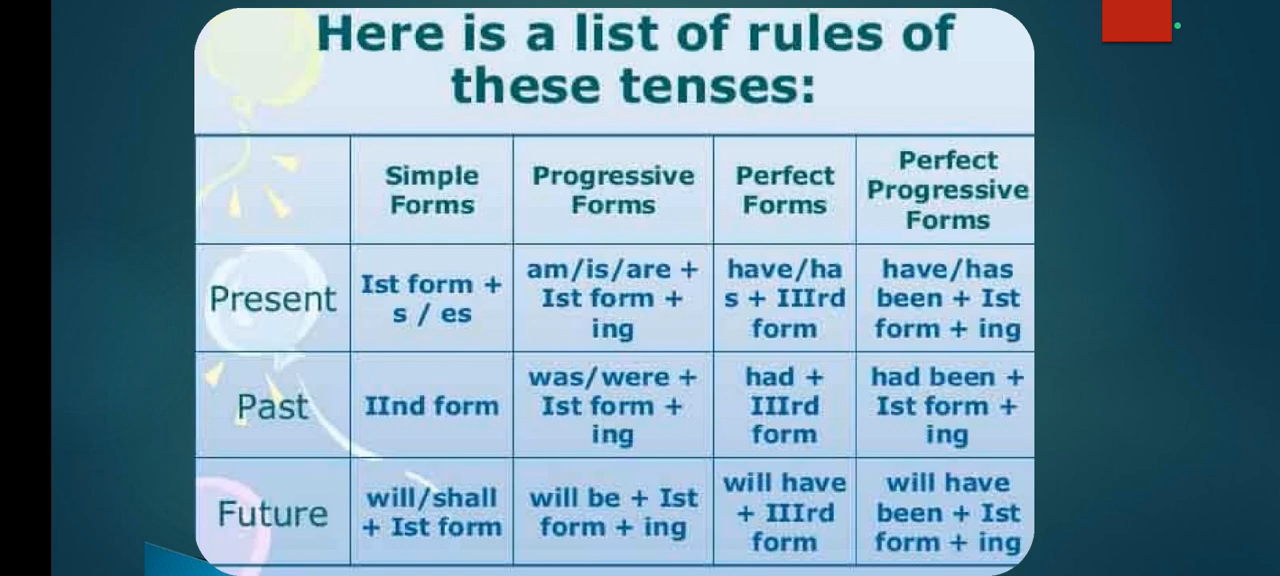 Here is a list of rules of
these tenses:
Simple
Forms
Progressive
Forms
Perfect
Forms
Perfect
Progressive
Forms
Present
Ist form +
s / es
am/is/are +
Ist form +
ing
have/ha
s + IIIrd
form
have/has
been + Ist
form + ing
Past
IInd form
was/were +
Ist form +
ing
had +
IIIrd
form
had been +
Ist form +
ing
Future
will/shall
+ Ist form
will be + Ist
form + ing
will have
+ IIIrd
form
will have
been + Ist
form + ing